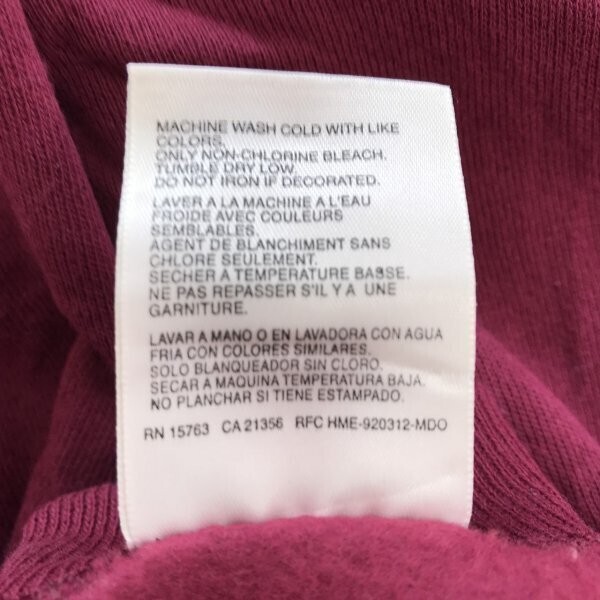 MACHINE WASH COLD WITH LIKE
COLORS.
ONLY NON-CHLORINE BLEACH.
TUMBLE DRY LOW.
DO NOT IRON IF DECORATED.
LAVER A LA MACHINE A L'EAU
FROIDE AVEC COULEURS
SEMBLABLES.
AGENT DE BLANCHIMENT SANS
CHLORE SEULEMENT.
SECHER A TEMPERATURE BASSE.
NE PAS REPASSER S'IL Y A UNE
GARNITURE.
LAVAR A MANO O EN LAVADORA CON AGUA
FRIA CON COLORES SIMILARES.
SOLO BLANQUEADOR SIN CLORO.
SECAR A MAQUINA TEMPERATURA BAJA.
NO PLANCHAR SI TIENE ESTAMPADO.
RN 15763 CA 21356 RFC HME-920312-MDO